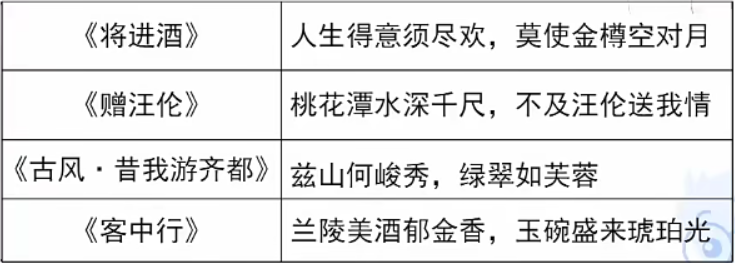 《将进酒》 人生得意须尽欢，莫使金樽空对月
《赠汪伦》 桃花潭水深千尺，不及汪伦送我情
《古风·昔我游齐都》 兹山何峻秀，绿翠如芙蓉
《客中行》 兰陵美酒郁金香，玉碗盛来琥珀光